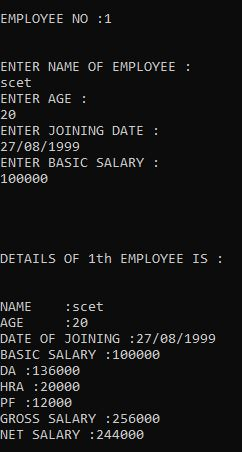 EMPLOYEE NO :1
ENTER NAME OF EMPLOYEE :
scet
ENTER AGE :
20
ENTER JOINING DATE :
27/08/1999
ENTER BASIC SALARY :
100000
DETAILS OF 1th EMPLOYEE IS :
NAME    :scet
AGE     :20
DATE OF JOINING :27/08/1999
BASIC SALARY :100000
DA :136000
HRA :20000
PF :12000
GROSS SALARY :256000
NET SALARY :244000